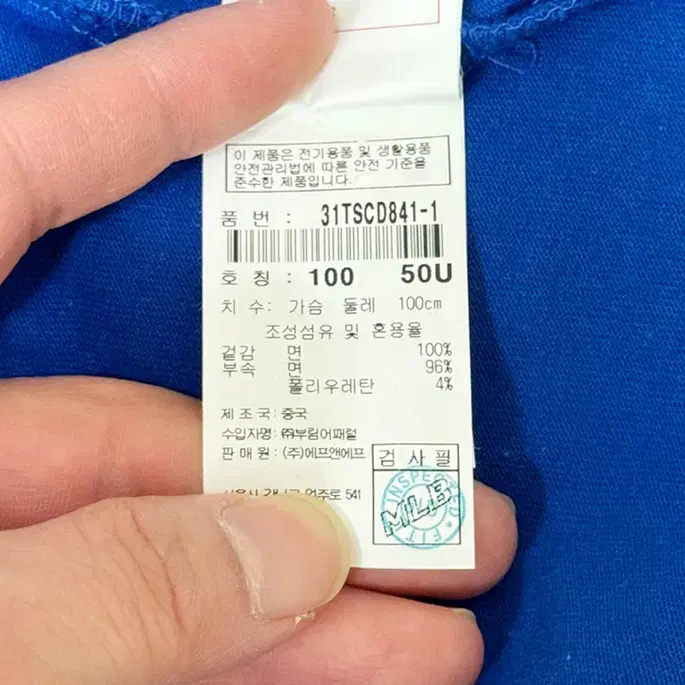 이 제품은 전기용품 및 생활용품
안전관리법에 따른 안전 기준을
준수한 제품입니다.
품 번 : 31TSCD841-1
호 칭 : 100 50U
치 수: 가슴 둘레 100cm
조성섬유 및 혼용율
겉감 면 100%
부속 면 96%
폴리우레탄 4%
제 조 국: 중국
수입자명: ㈜부림어패럴
판 매 원 : (주)에프앤에프
검 사 필
언주로 541
INSPECTED
MLB
FIT